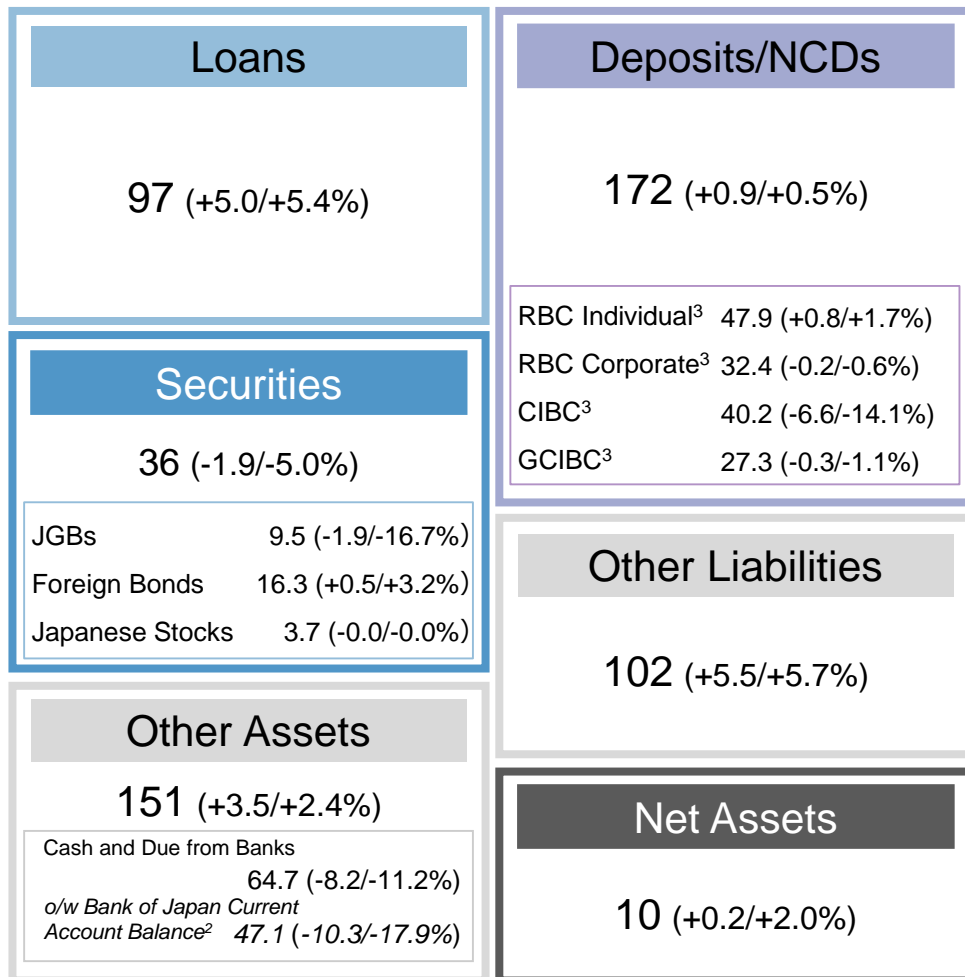 Loans
97 (+5.0/+5.4%)
Securities
36 (-1.9/-5.0%)
JGBs 9.5 (-1.9/-16.7%)
Foreign Bonds 16.3 (+0.5/+3.2%)
Japanese Stocks 3.7 (-0.0/-0.0%)
Other Assets
151 (+3.5/+2.4%)
Cash and Due from Banks
64.7 (-8.2/-11.2%)
o/w Bank of Japan Current
Account Balance² 47.1 (-10.3/-17.9%)
Deposits/NCDs
172 (+0.9/+0.5%)
RBC Individual³ 47.9 (+0.8/+1.7%)
RBC Corporate³ 32.4 (-0.2/-0.6%)
CIBC³ 40.2 (-6.6/-14.1%)
GCIBC³ 27.3 (-0.3/-1.1%)
Other Liabilities
102 (+5.5/+5.7%)
Net Assets
10 (+0.2/+2.0%)